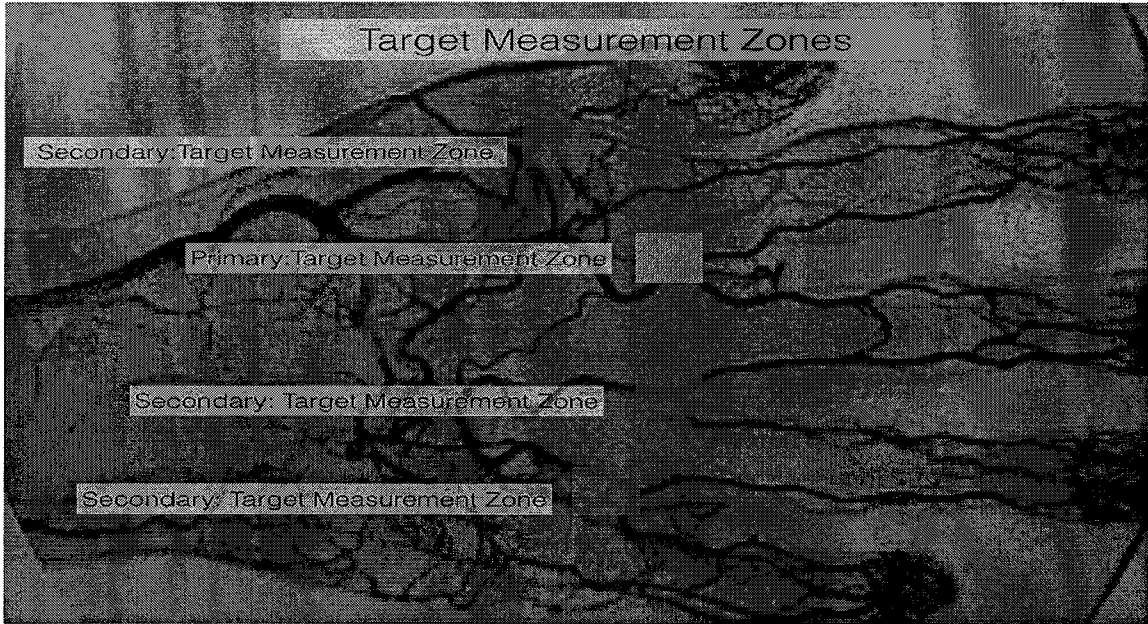 Target Measurement Zones
Secondary: Target Measurement Zone
Primary: Target Measurement Zone
Secondary: Target Measurement Zone
Secondary: Target Measurement Zone